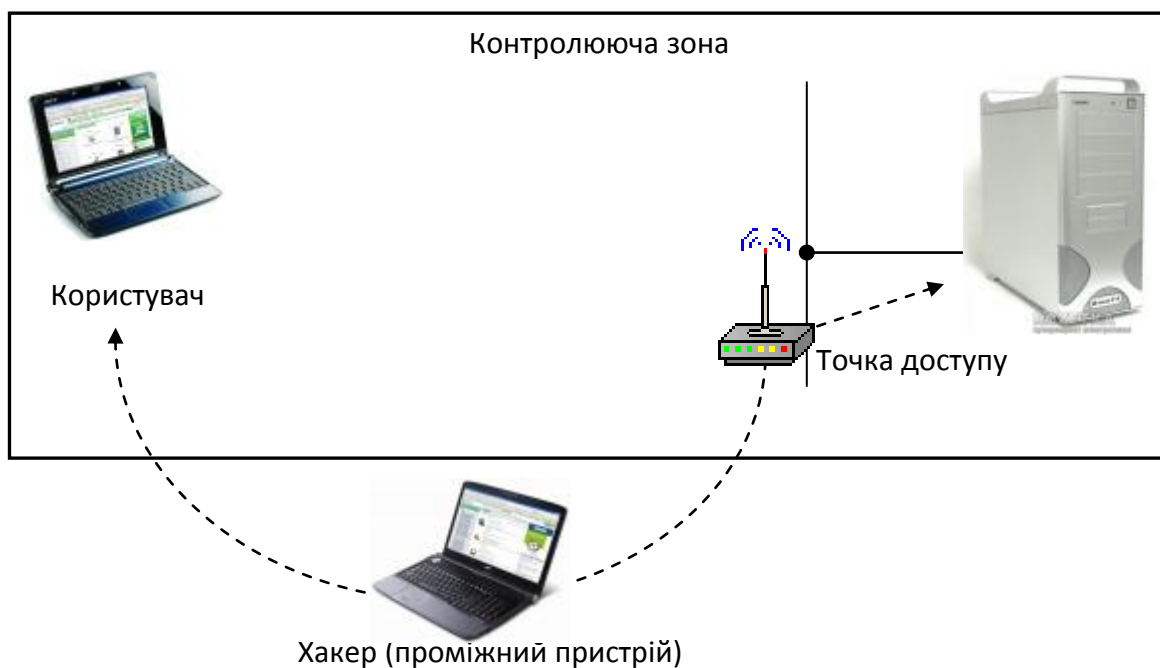 Контролююча зона
Користувач
Точка доступу
Хакер (проміжний пристрій)